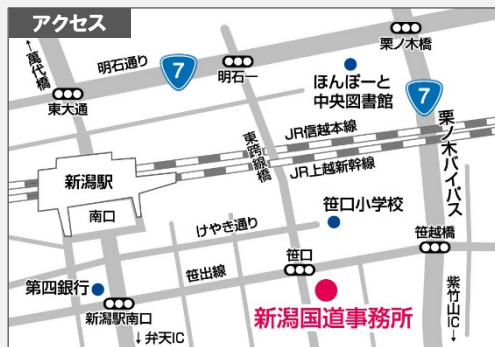 アクセス
栗ノ木橋
←萬代橋
明石通り
7
明石一
ほんぽーと
中央図書館
7
東大通
JR信越本線
東跨線橋
栗ノ木バイパス
新潟駅
JR上越新幹線
南口
笹口小学校
けやき通り
笹越橋
笹口
笹出線
第四銀行
新潟駅南口
新潟国道事務所
紫竹山IC→
↓弁天IC